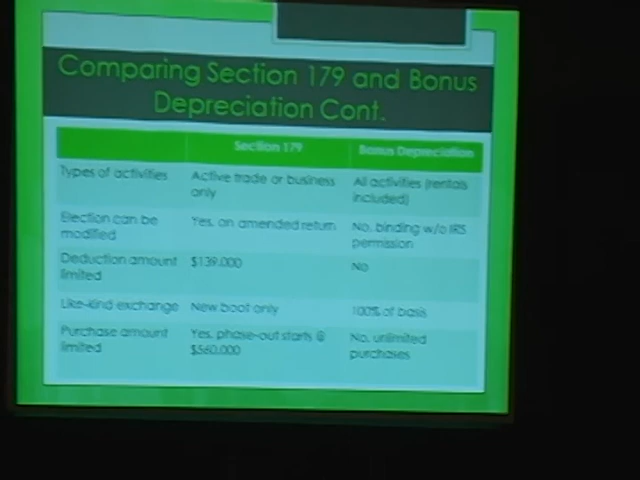 Comparing Section 179 and Bonus
Depreciation Cont.
Section 179
Bonus Depreciation
Types of activities
Active trade or business
only
All activities (rentals
included)
Election can be
modified
Yes, on amended return
No, binding w/o IRS
permission
Deduction amount
limited
$139,000
No
Like-kind exchange
New boot only
100% of basis
Purchase amount
limited
Yes, phase-out starts @
$560,000
No, unlimited
purchases